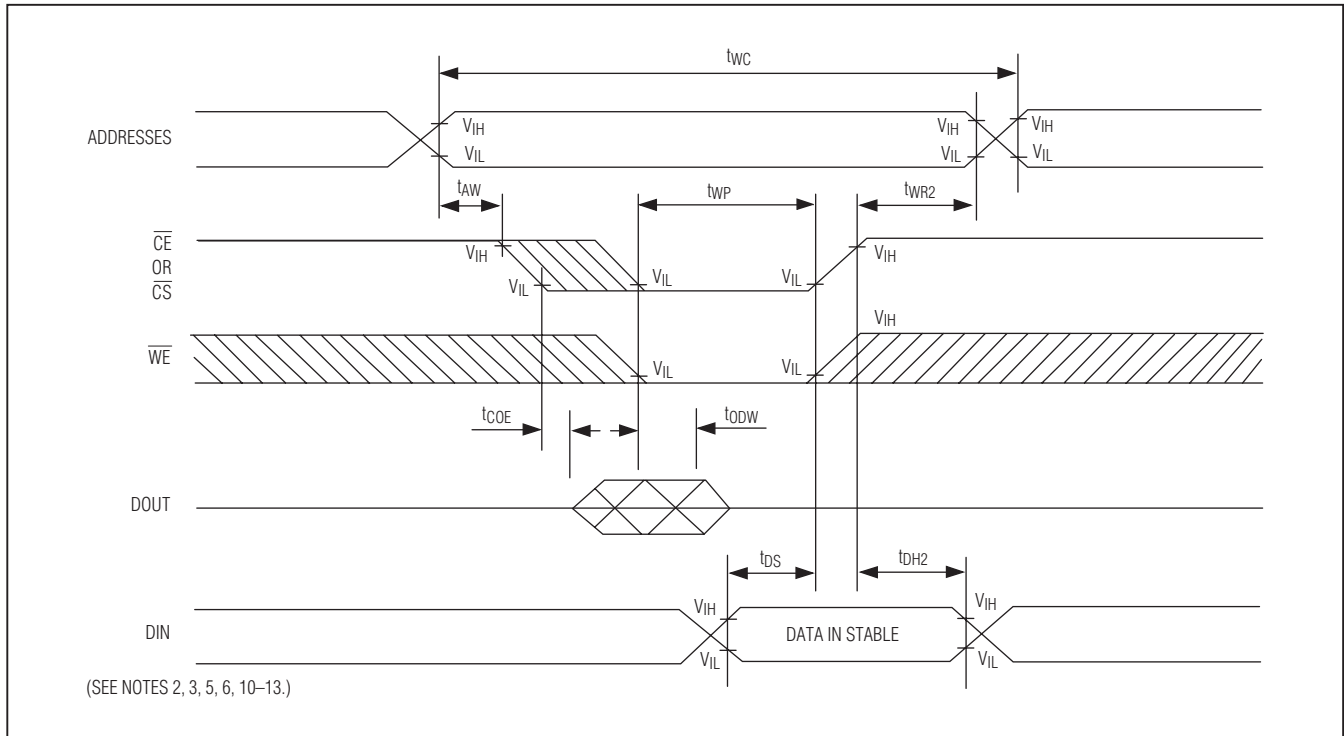 tWC
ADDRESSES
VIH
VIL
VIH
VIL
VIH
VIL
tAW
tWP
tWR2
CE
OR
CS
VIH
VIL
VIL
VIL
VIH
WE
VIL
VIL
VIH
tCOE
tODW
DOUT
tDS
tDH2
DIN
VIH
VIL
DATA IN STABLE
VIH
VIL
(SEE NOTES 2, 3, 5, 6, 10–13.)